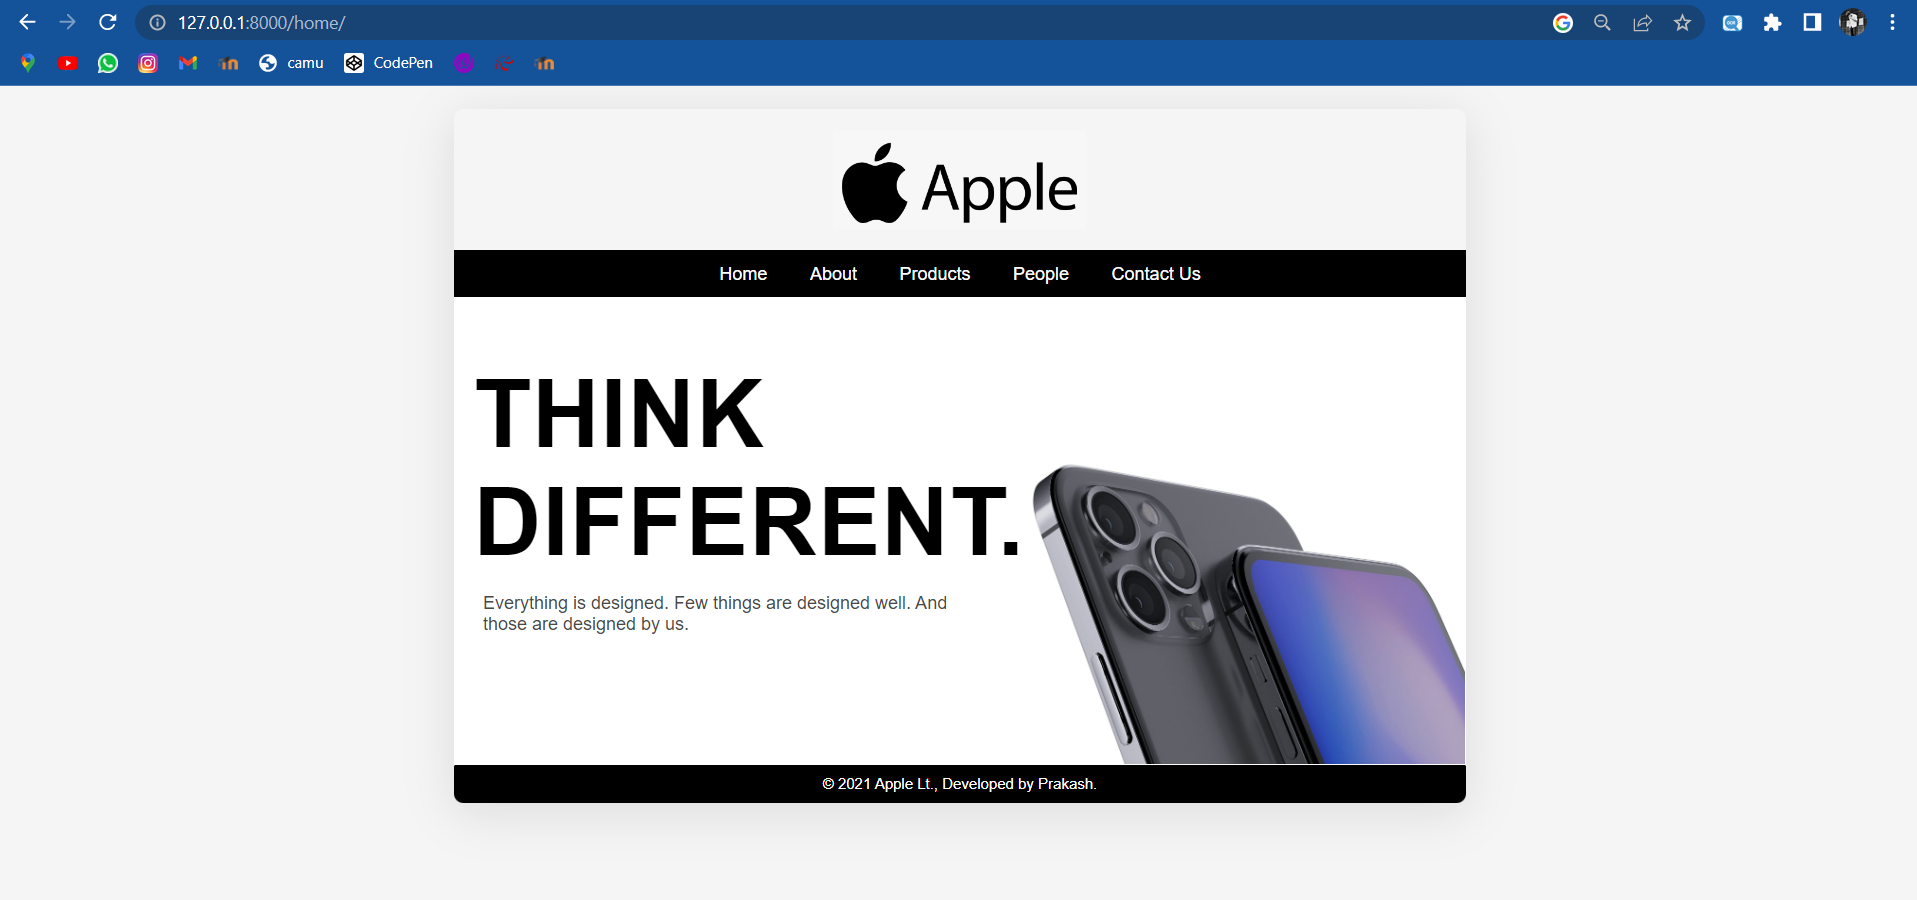 127.0.0.1:8000/home/
camu CodePen
Apple
Home About Products People Contact Us
THINK
DIFFERENT.
Everything is designed. Few things are designed well. And
those are designed by us.
© 2021 Apple Lt., Developed by Prakash.